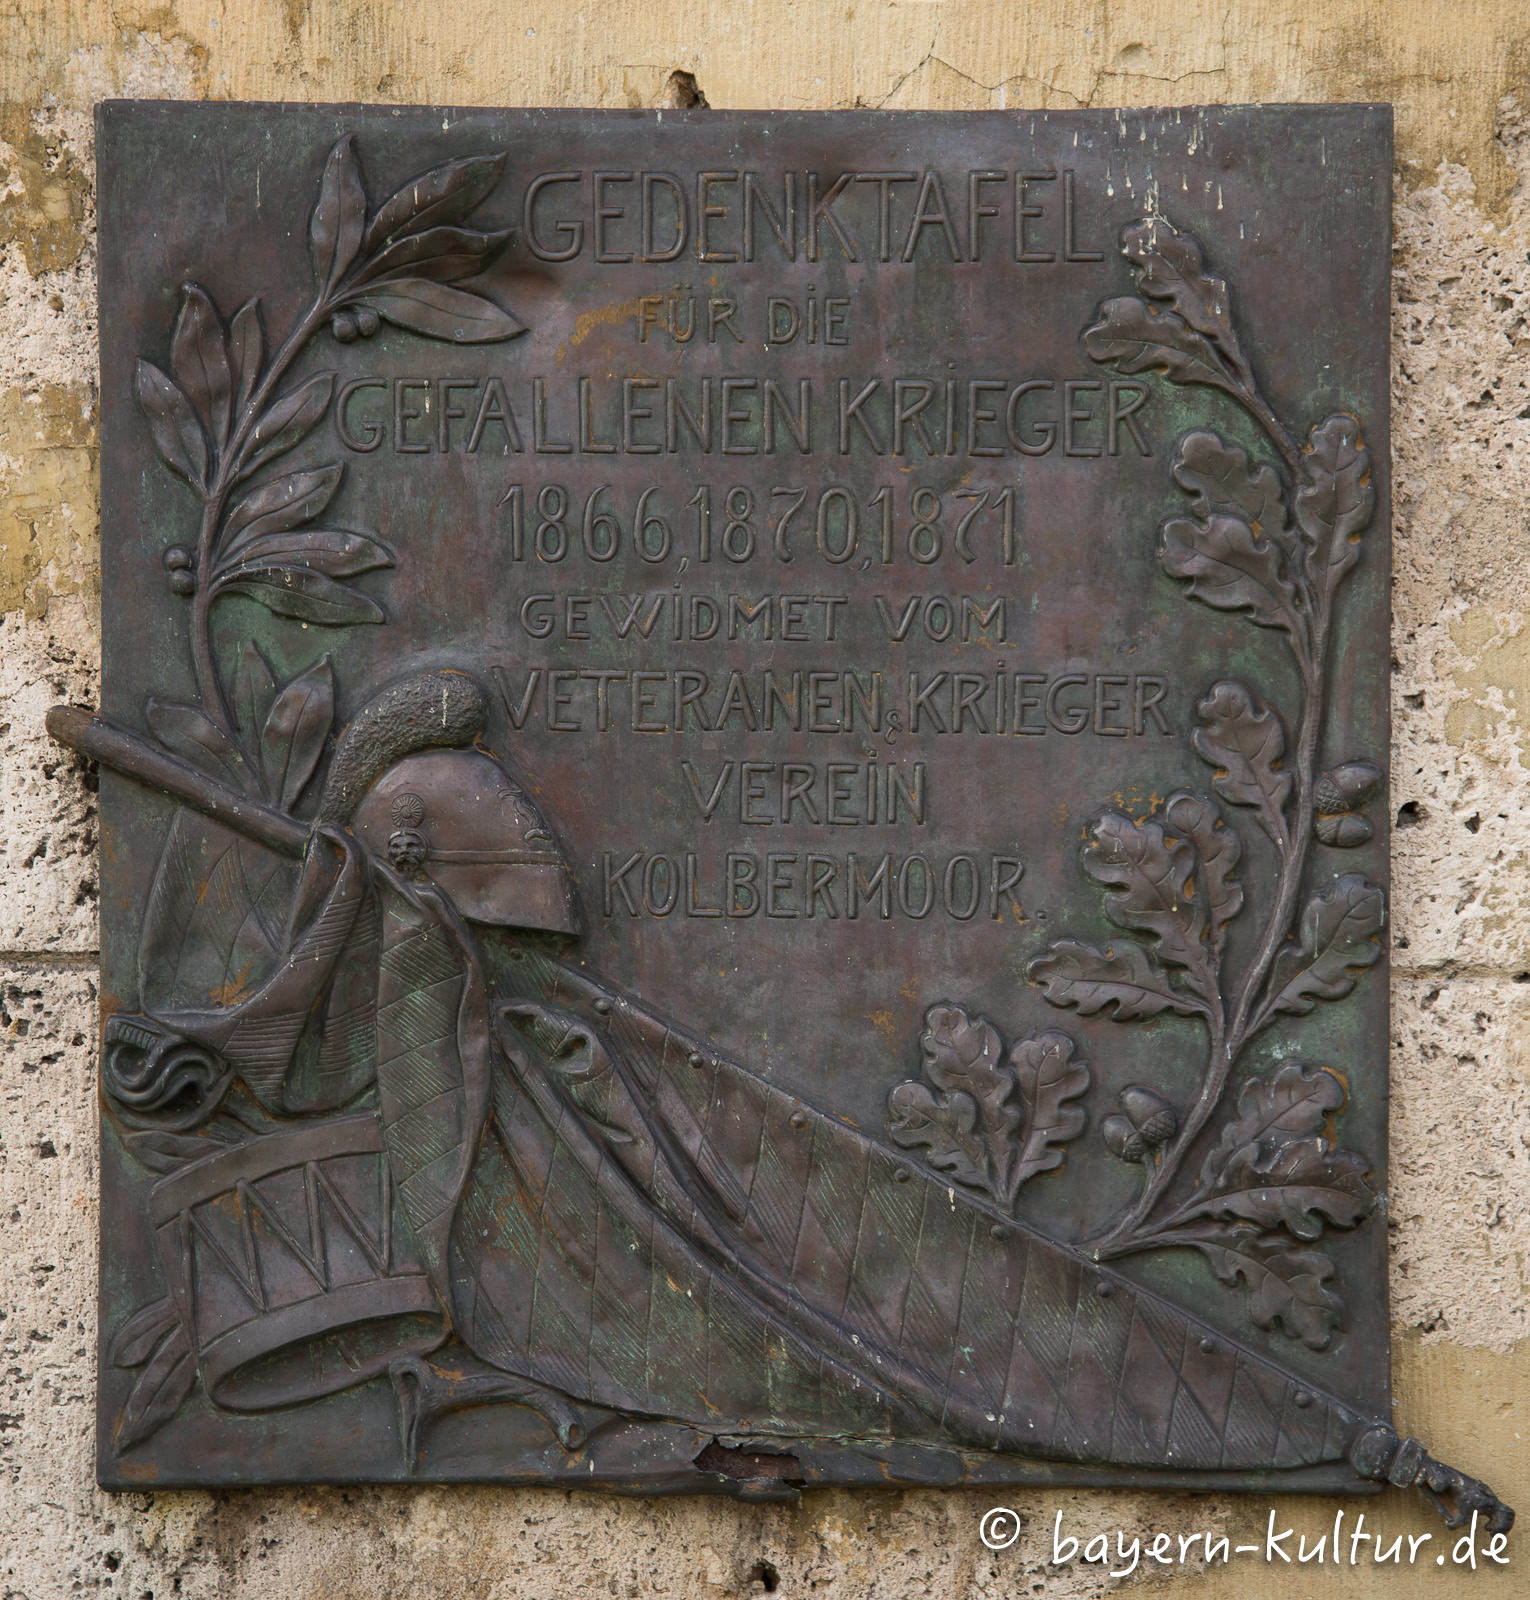 GEDENKTAFEL
FÜR DIE
GEFALLENEN KRIEGER
1866, 1870, 1871
GEWIDMET VOM
VETERANEN & KRIEGER
VEREIN
KOLBERMOOR.
© bayern-kultur.de